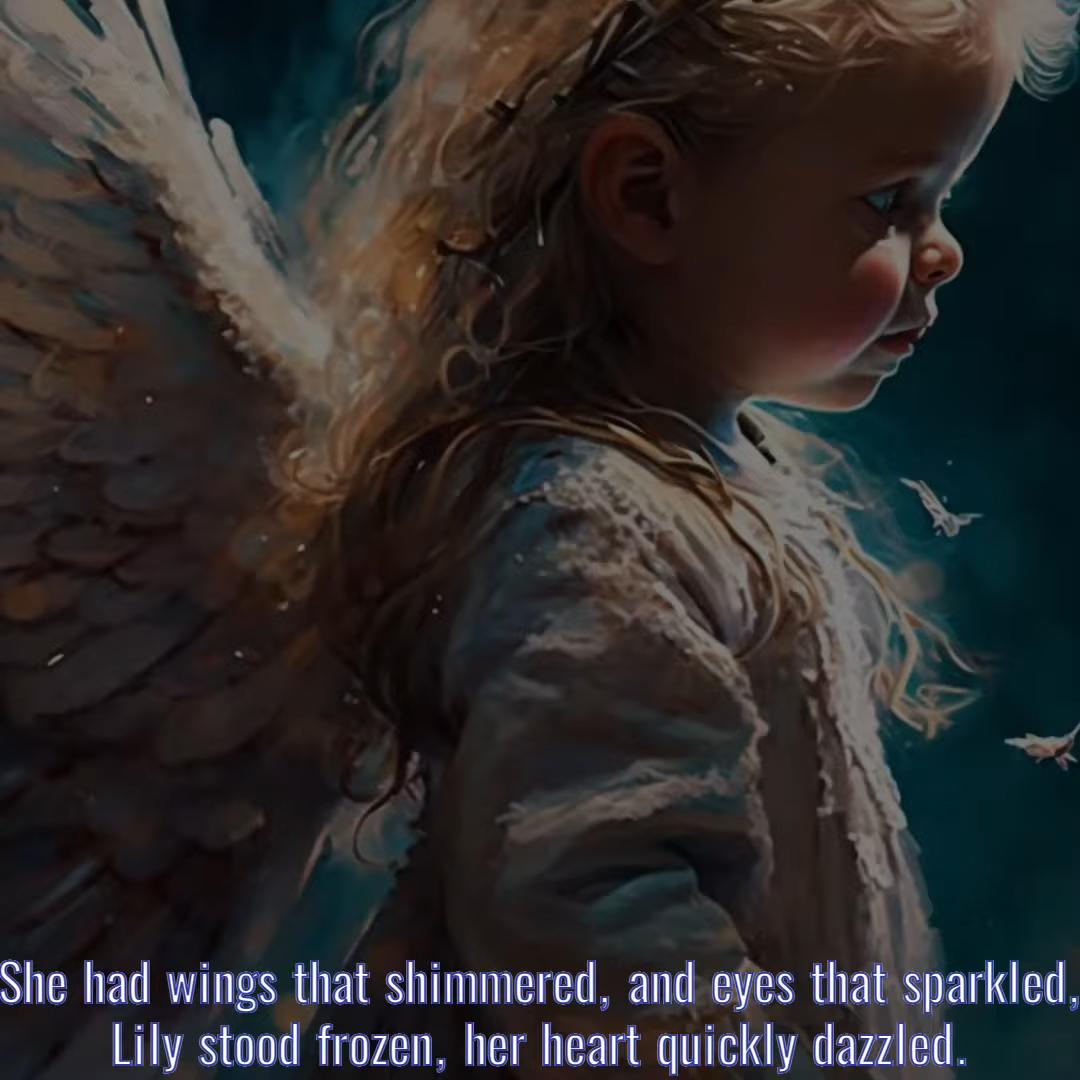 She had wings that shimmered, and eyes that sparkled,
Lily stood frozen, her heart quickly dazzled.